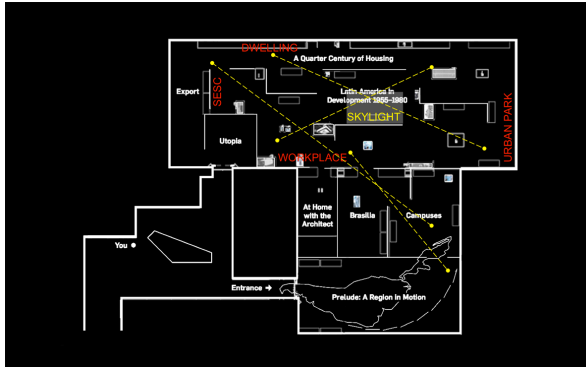 DWELLING
A Quarter Century of Housing
Export
SESC
Latin America in
Development 1955–1980
SKYLIGHT
URBAN PARK
Utopia
WORKPLACE
At Home
with the
Architect
Brasilia
Campuses
You
Entrance →
Prelude: A Region in Motion